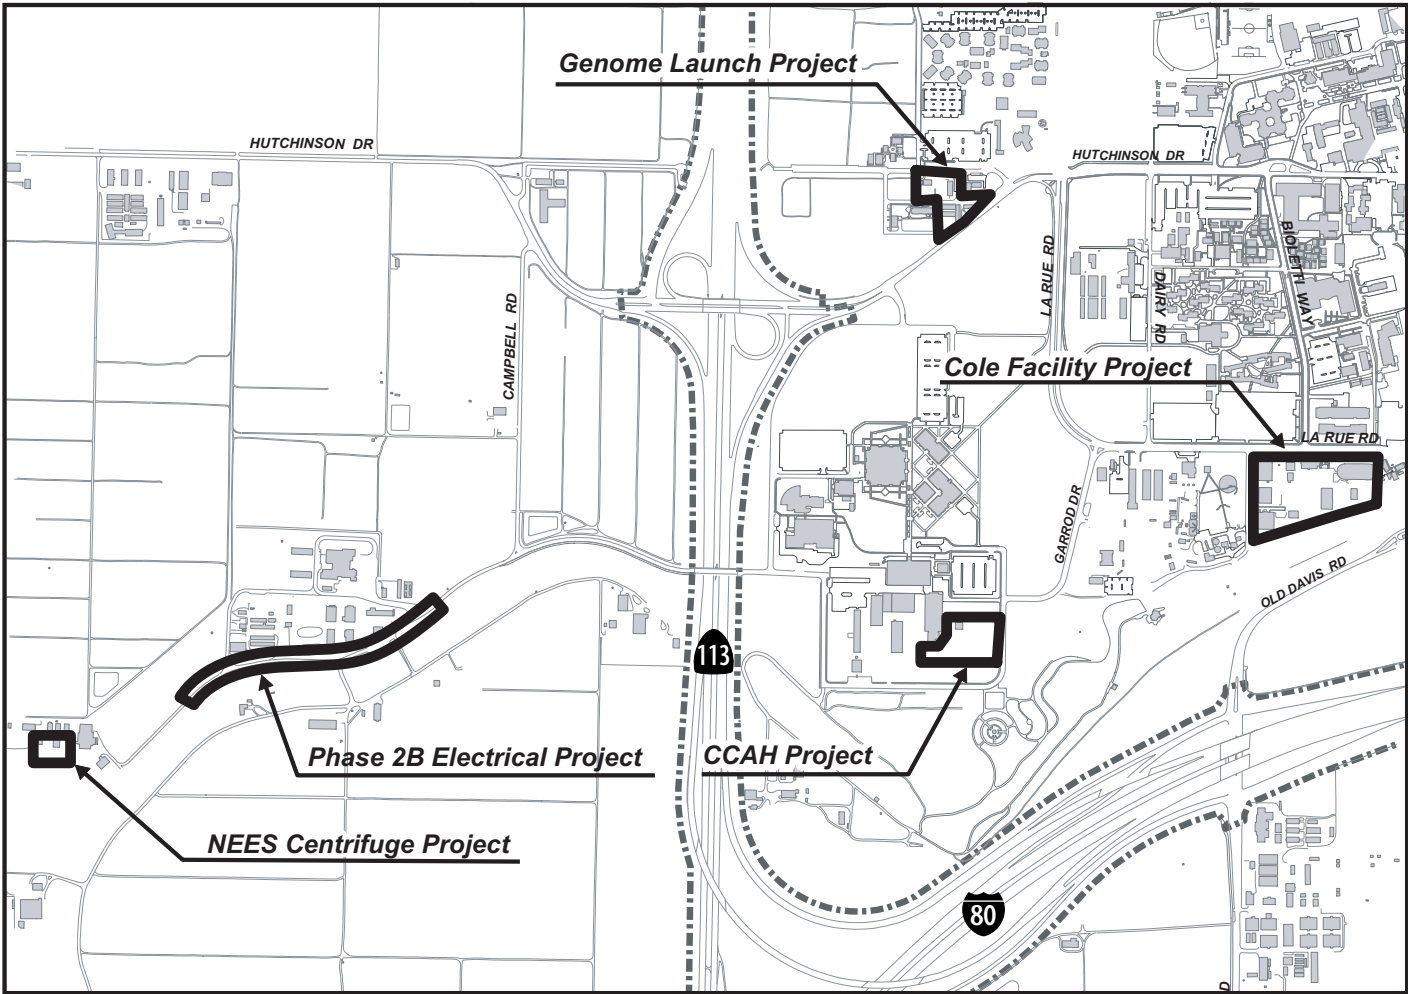 Genome Launch Project
HUTCHINSON DR
HUTCHINSON DR
LA RUE RD
DAIRY RD
BIOLETTI WAY
CAMPBELL RD
Cole Facility Project
LA RUE RD
GARROD DR
OLD DAVIS RD
113
Phase 2B Electrical Project
CCAH Project
NEES Centrifuge Project
80
D